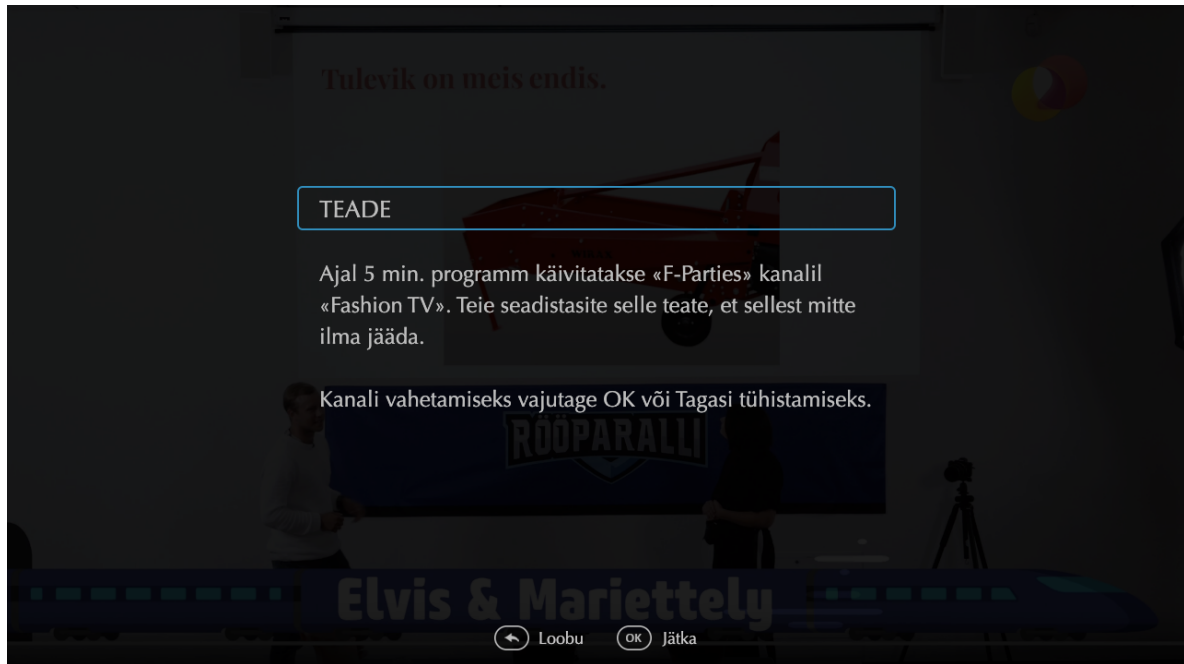 Tulevik on meis endis.
TEADE
Ajal 5 min. programm käivitatakse «F-Parties» kanalil
«Fashion TV». Teie seadistasite selle teate, et sellest mitte
ilma jääda.
Kanali vahetamiseks vajutage OK või Tagasi tühistamiseks.
RÖÖPARALLI
Elvis & Mariettely
Loobu OK Jätka